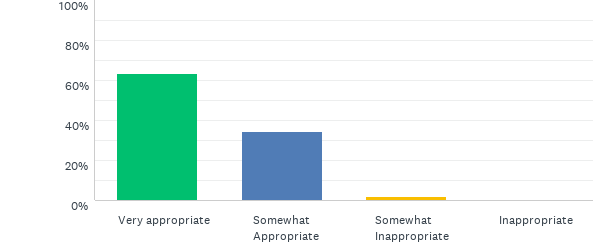 100%
80%
60%
40%
20%
0%
Very appropriate
Somewhat
Appropriate
Somewhat
Inappropriate
Inappropriate